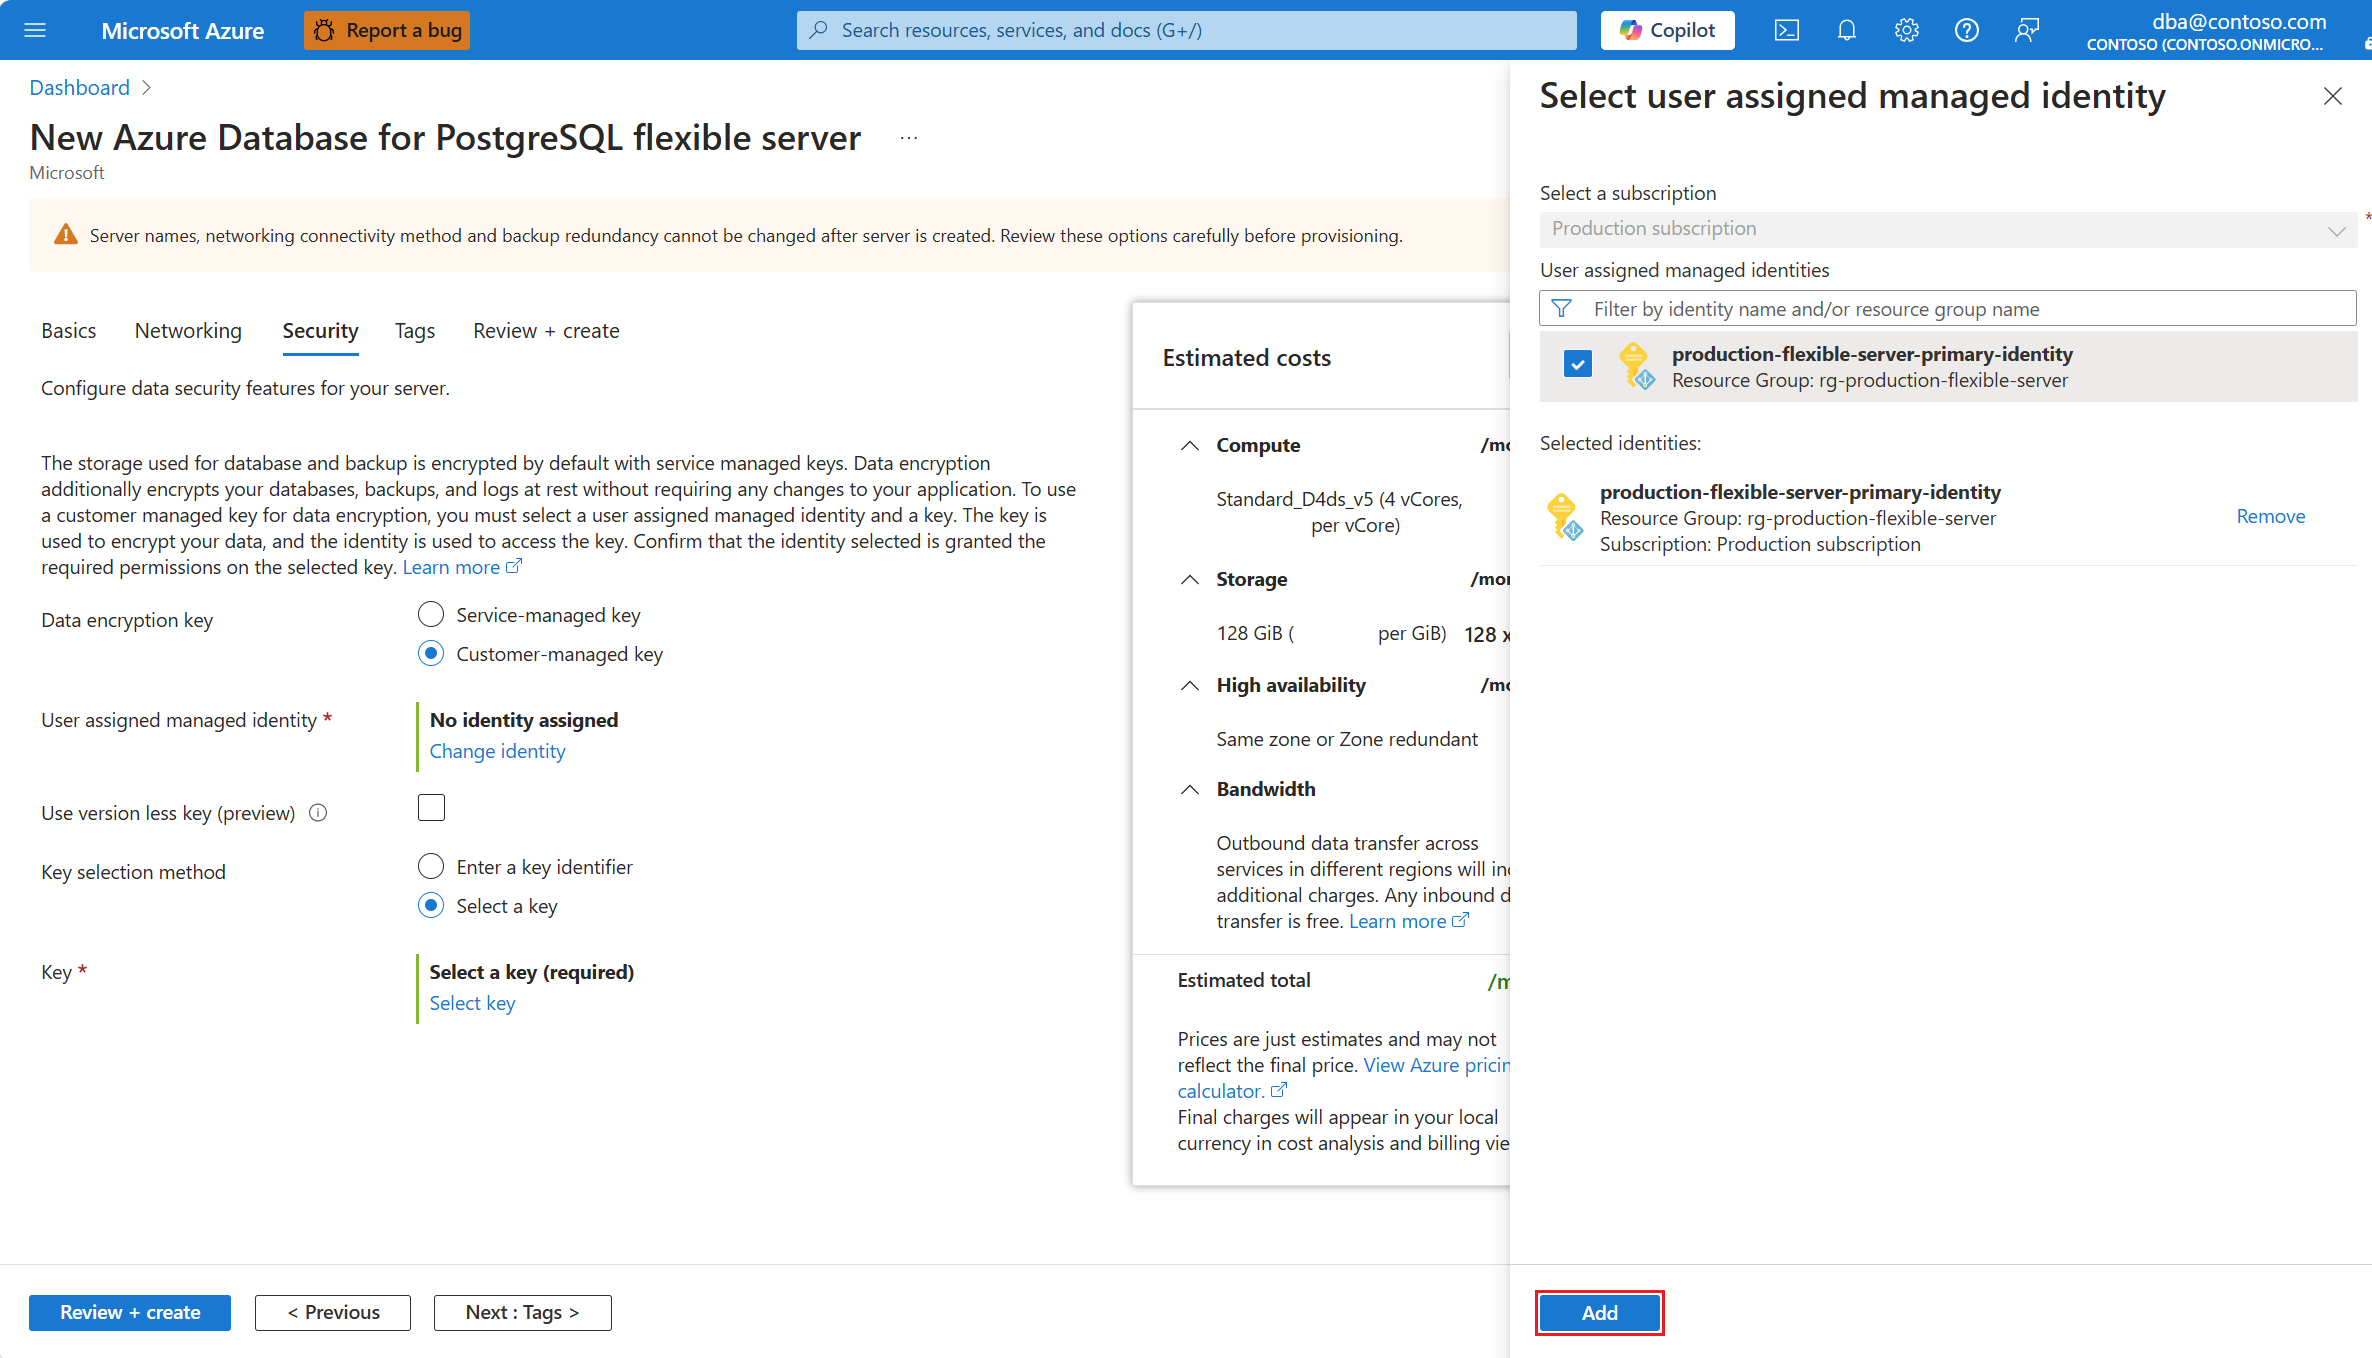 Microsoft Azure
Report a bug
Search resources, services, and docs (G+/)
Copilot
dba@contoso.com
CONTOSO (CONTOSO.ONMICRO...
Dashboard
New Azure Database for PostgreSQL flexible server
...
Microsoft
Server names, networking connectivity method and backup redundancy cannot be changed after server is created. Review these options carefully before provisioning.
Basics
Networking
Security
Tags
Review + create
Configure data security features for your server.
The storage used for database and backup is encrypted by default with service managed keys. Data encryption
additionally encrypts your databases, backups, and logs at rest without requiring any changes to your application. To use
a customer managed key for data encryption, you must select a user assigned managed identity and a key. The key is
used to encrypt your data, and the identity is used to access the key. Confirm that the identity selected is granted the
required permissions on the selected key. Learn more
Data encryption key
Service-managed key
Customer-managed key
User assigned managed identity *
No identity assigned
Change identity
Use version less key (preview)
Key selection method
Enter a key identifier
Select a key
Key *
Select a key (required)
Select key
Review + create
< Previous
Next : Tags >
Estimated costs
Compute /mo
Standard_D4ds_v5 (4 vCores,
per vCore)
Storage /mon
128 GiB ( per GiB) 128 x
High availability /mo
Same zone or Zone redundant
Bandwidth
Outbound data transfer across
services in different regions will in
additional charges. Any inbound d
transfer is free. Learn more
Estimated total /m
Prices are just estimates and may not
reflect the final price. View Azure pricin
calculator.
Final charges will appear in your local
currency in cost analysis and billing vie
Select user assigned managed identity
Select a subscription
Production subscription
*
User assigned managed identities
Filter by identity name and/or resource group name
production-flexible-server-primary-identity
Resource Group: rg-production-flexible-server
Selected identities:
production-flexible-server-primary-identity
Resource Group: rg-production-flexible-server
Subscription: Production subscription
Remove
Add